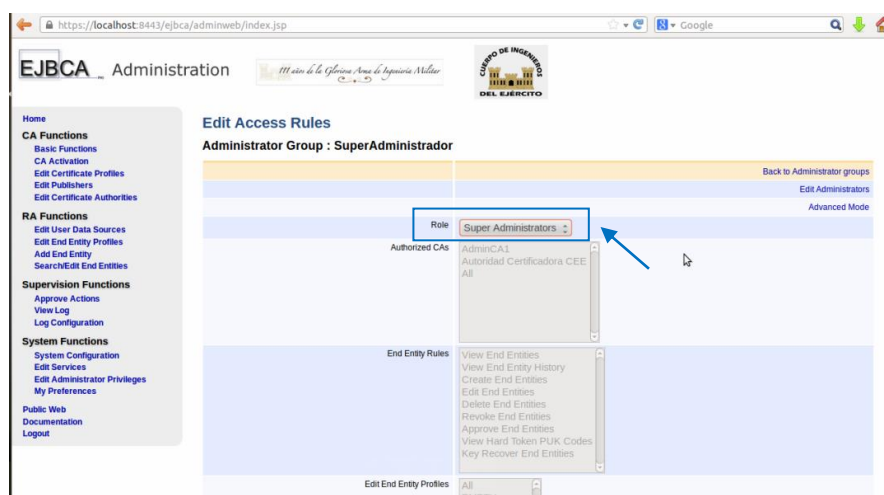 https://localhost:8443/ejbca/adminweb/index.jsp
Google
EJBCA Administration
111 años de la Gloriosa Arma de Ingeniería Militar
CUERPO DE INGENIEROS
DEL EJÉRCITO
Home
CA Functions
Basic Functions
CA Activation
Edit Certificate Profiles
Edit Publishers
Edit Certificate Authorities
RA Functions
Edit User Data Sources
Edit End Entity Profiles
Add End Entity
Search/Edit End Entities
Supervision Functions
Approve Actions
View Log
Log Configuration
System Functions
System Configuration
Edit Services
Edit Administrator Privileges
My Preferences
Public Web
Documentation
Logout
Edit Access Rules
Administrator Group : SuperAdministrador
Back to Administrator groups
Edit Administrators
Advanced Mode
Role
Super Administrators
Authorized CAs
AdminCA1
Autoridad Certificadora CEE
All
End Entity Rules
View End Entities
View End Entity History
Create End Entities
Edit End Entities
Delete End Entities
Revoke End Entities
Approve End Entities
View Hard Token PUK Codes
Key Recover End Entities
Edit End Entity Profiles
All